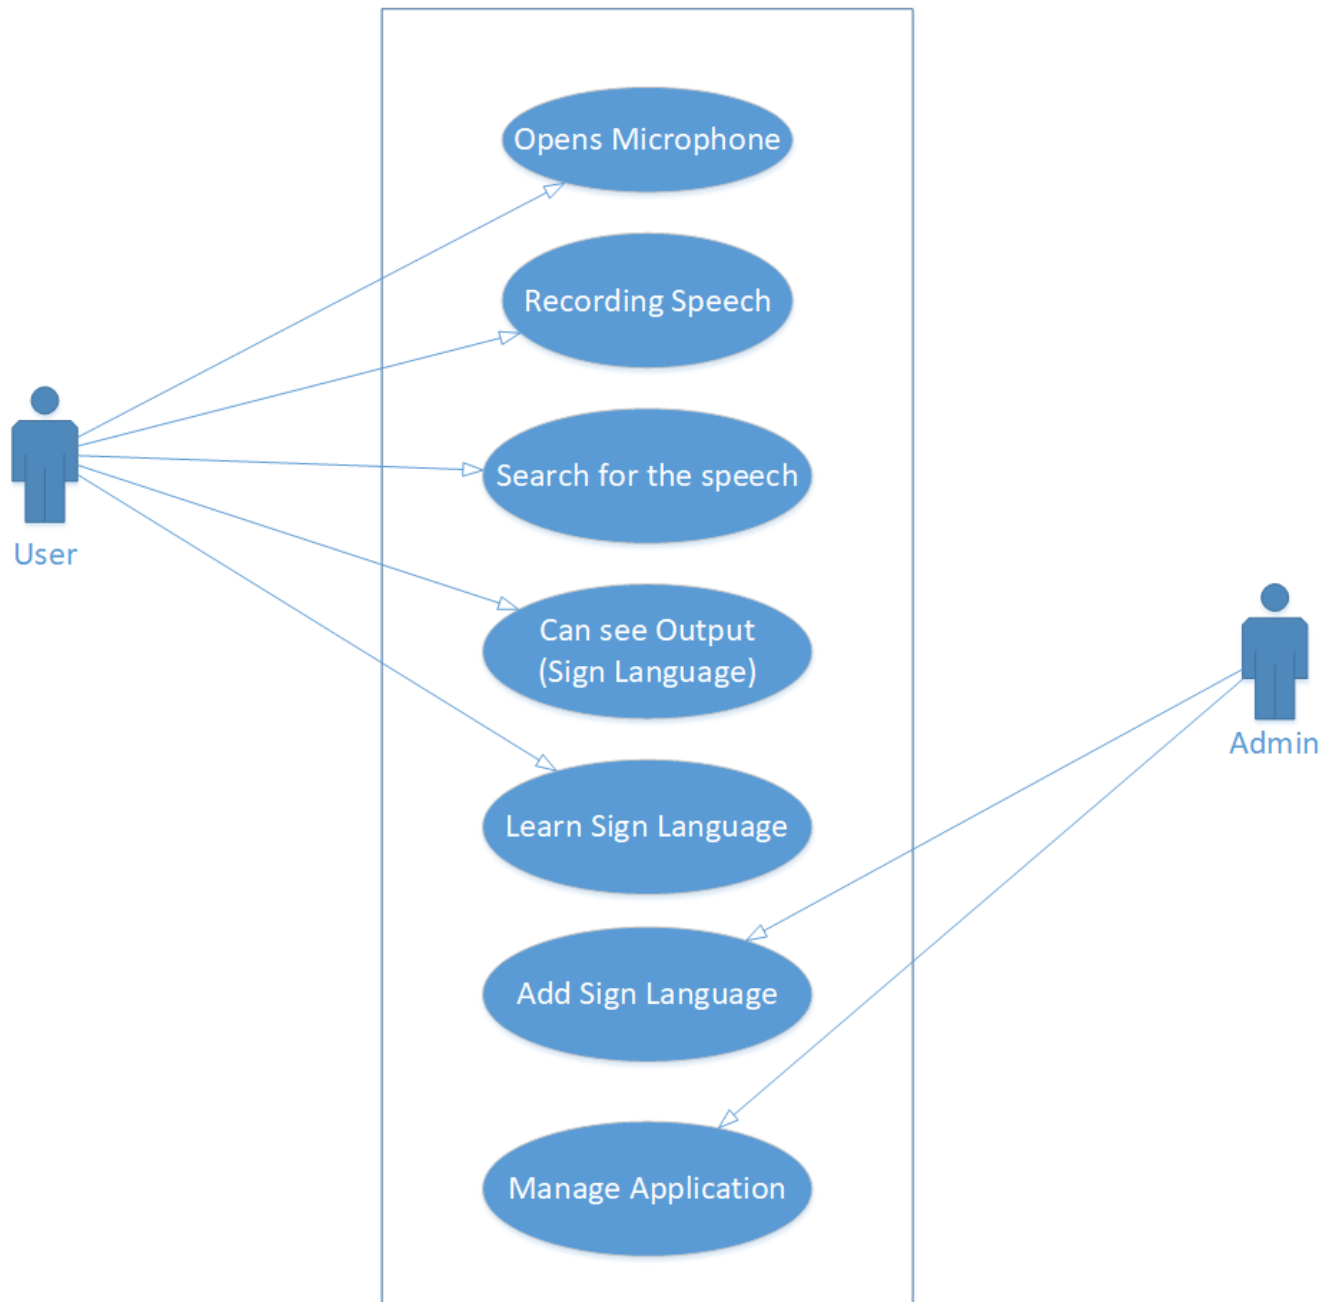 Opens Microphone
Recording Speech
Search for the speech
User
Can see Output
(Sign Language)
Admin
Learn Sign Language
Add Sign Language
Manage Application